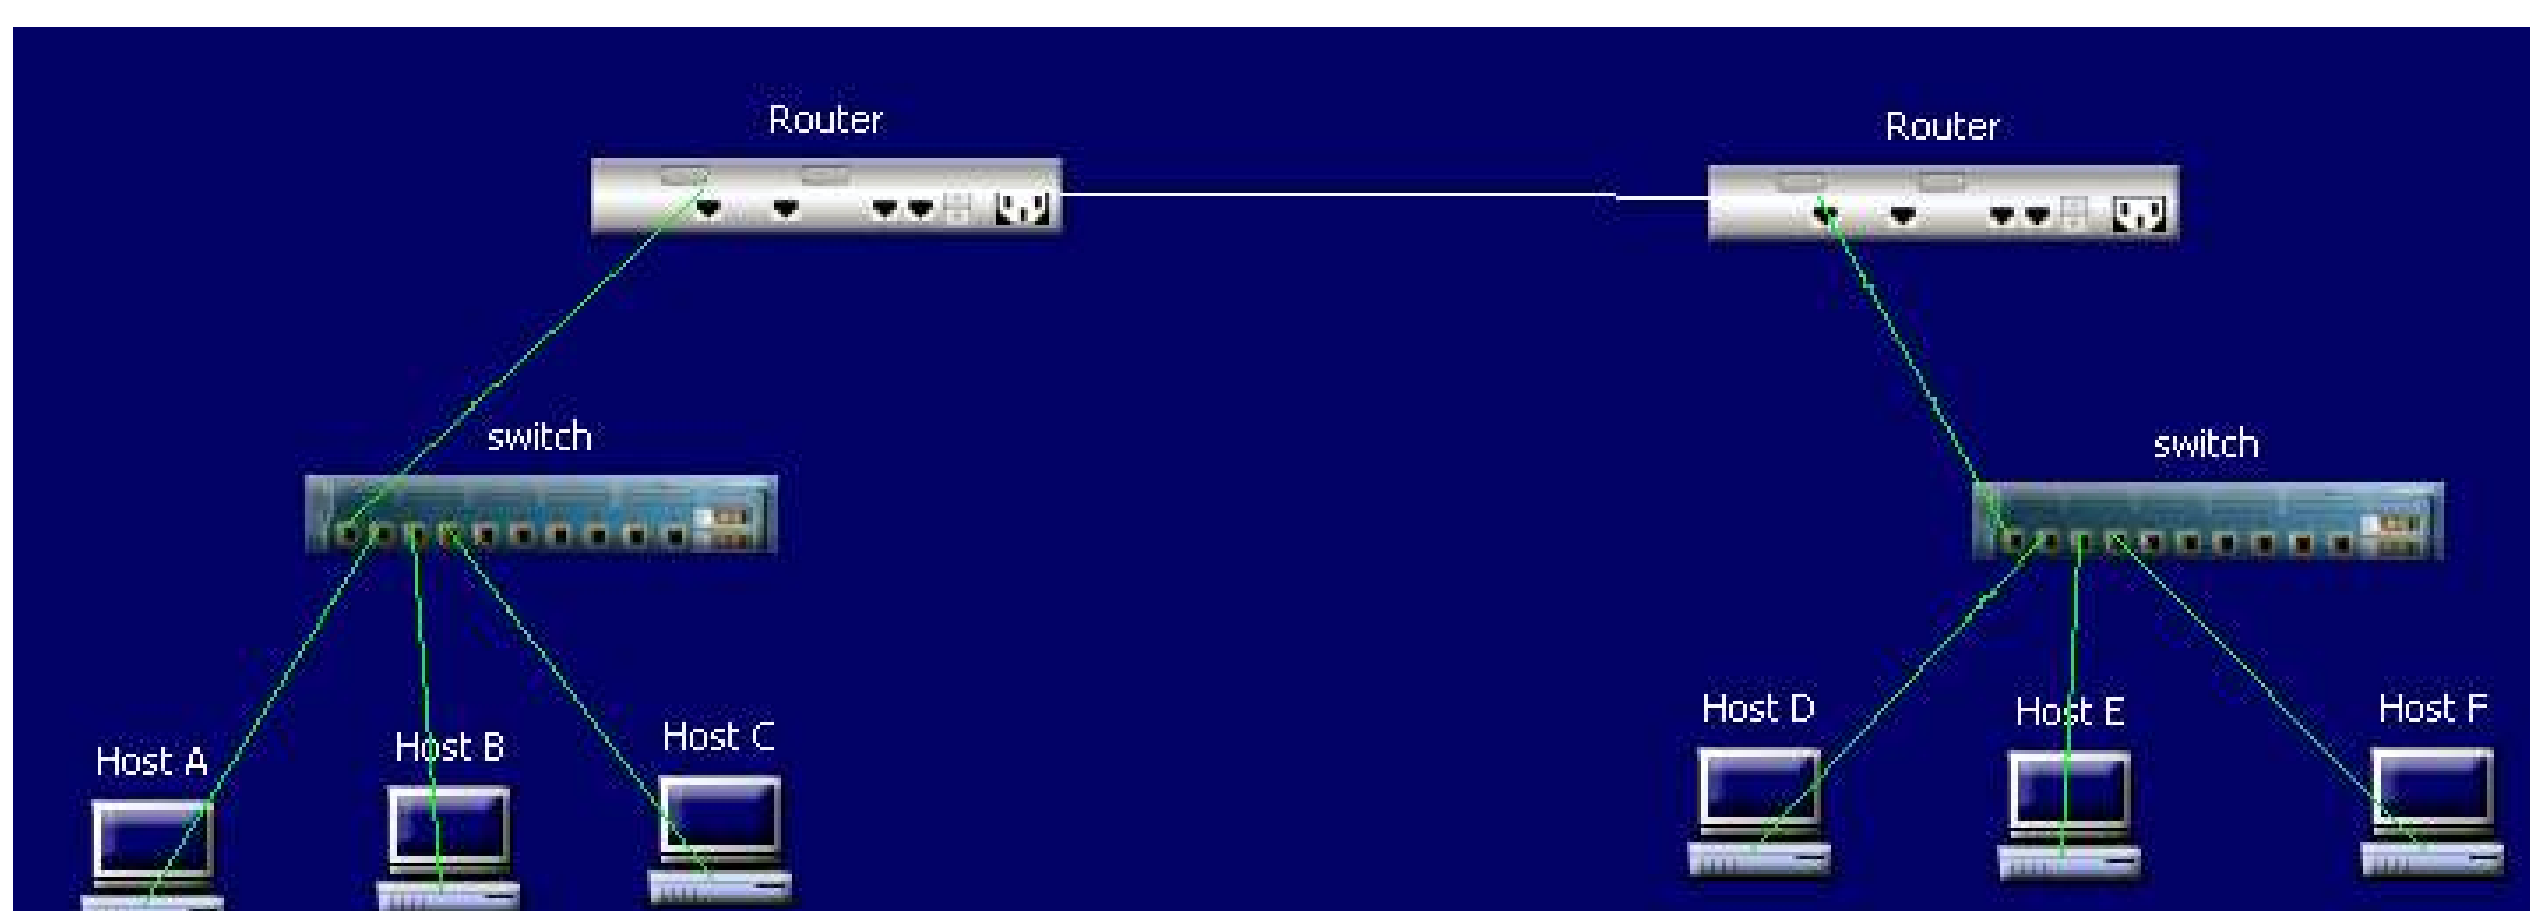 Router
Router
switch
switch
Host A
Host B
Host C
Host D
Host E
Host F